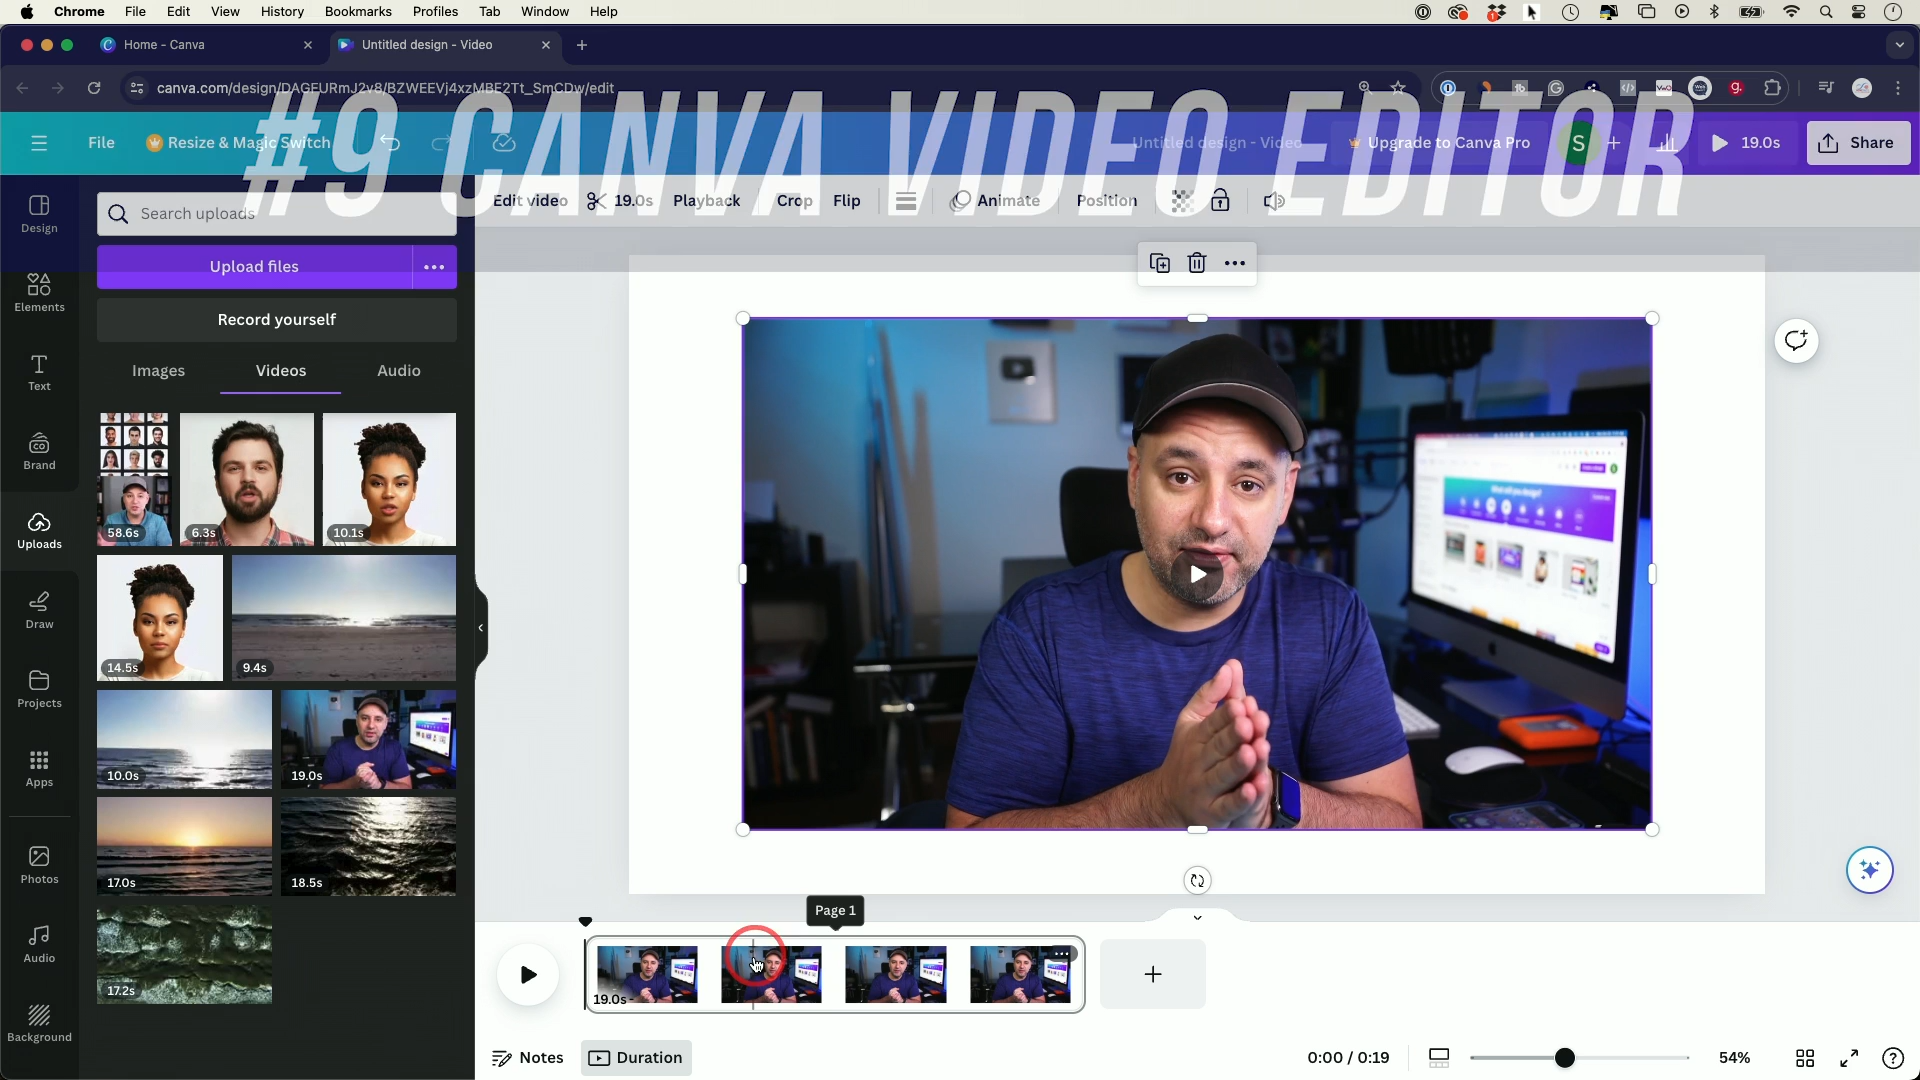 Chrome File Edit View History Bookmarks Profiles Tab Window Help
Home - Canva
Untitled design - Video
canva.com/design/DAGEURmJ2v8/BZWEEVj4xzMBE2Tt_SmCDw/edit
#9 CANVA VIDEO EDITOR
File
Resize & Magic Switch
Untitled design - Video
Upgrade to Canva Pro
S
19.0s
Share
Edit video
19.0s
Playback
Crop
Flip
Animate
Position
Design
Elements
Text
Brand
Uploads
Draw
Projects
Apps
Photos
Audio
Background
Search uploads
Upload files
Record yourself
Images
Videos
Audio
58.6s
6.3s
10.1s
14.5s
9.4s
10.0s
19.0s
17.0s
18.5s
17.2s
Page 1
19.0s
Notes
Duration
0:00 / 0:19
54%